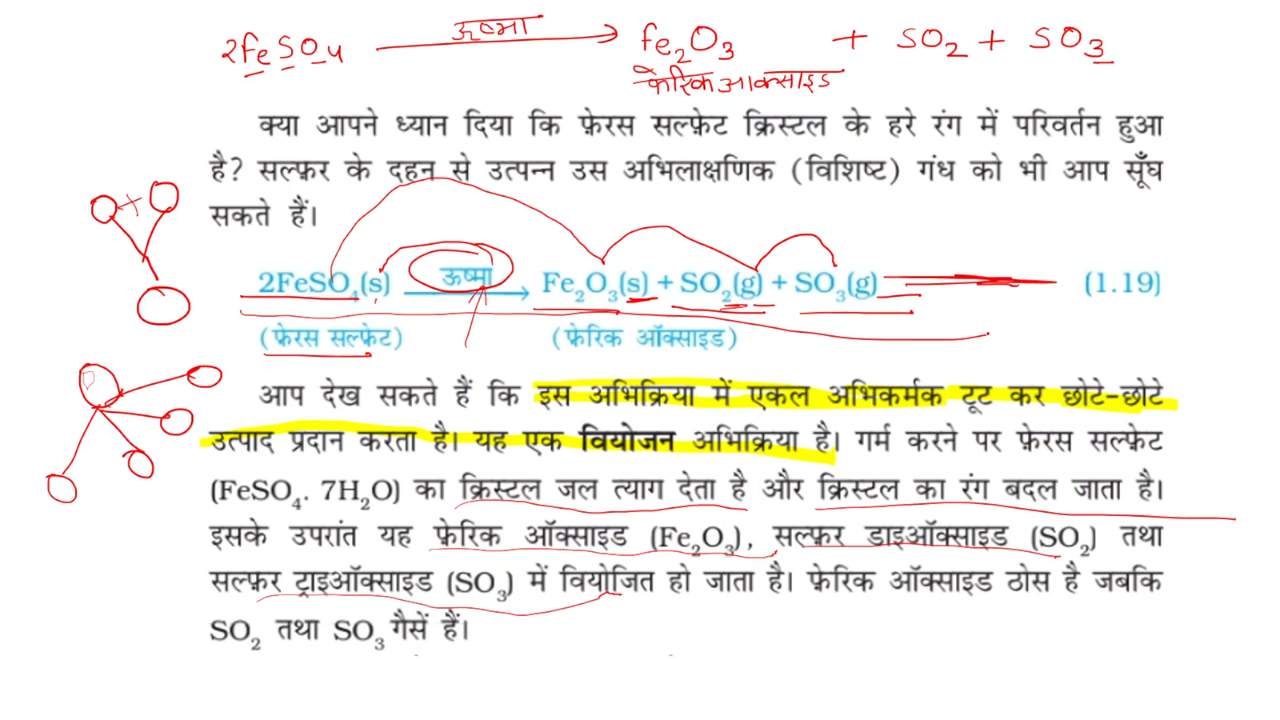 2FeSO4 ऊष्मा → Fe2O3 + SO2 + SO3
फेरिक आक्साइड
क्या आपने ध्यान दिया कि फ़ेरस सल्फ़ेट क्रिस्टल के हरे रंग में परिवर्तन हुआ
है? सल्फर के दहन से उत्पन्न उस अभिलाक्षणिक (विशिष्ट) गंध को भी आप सूँघ
सकते हैं।
2FeSO₄(s) ऊष्मा → Fe₂O₃(s) + SO₂(g) + SO₃(g) (1.19)
(फ़ेरस सल्फ़ेट) (फ़ेरिक ऑक्साइड)
आप देख सकते हैं कि इस अभिक्रिया में एकल अभिकर्मक टूट कर छोटे-छोटे
उत्पाद प्रदान करता है। यह एक वियोजन अभिक्रिया है। गर्म करने पर फ़ेरस सल्फ़ेट
(FeSO₄. 7H₂O) का क्रिस्टल जल त्याग देता है और क्रिस्टल का रंग बदल जाता है।
इसके उपरांत यह फ़ेरिक ऑक्साइड (Fe₂O₃), सल्फ़र डाइऑक्साइड (SO₂) तथा
सल्फ़र ट्राइऑक्साइड (SO₃) में वियोजित हो जाता है। फ़ेरिक ऑक्साइड ठोस है जबकि
SO₂ तथा SO₃ गैसें हैं।